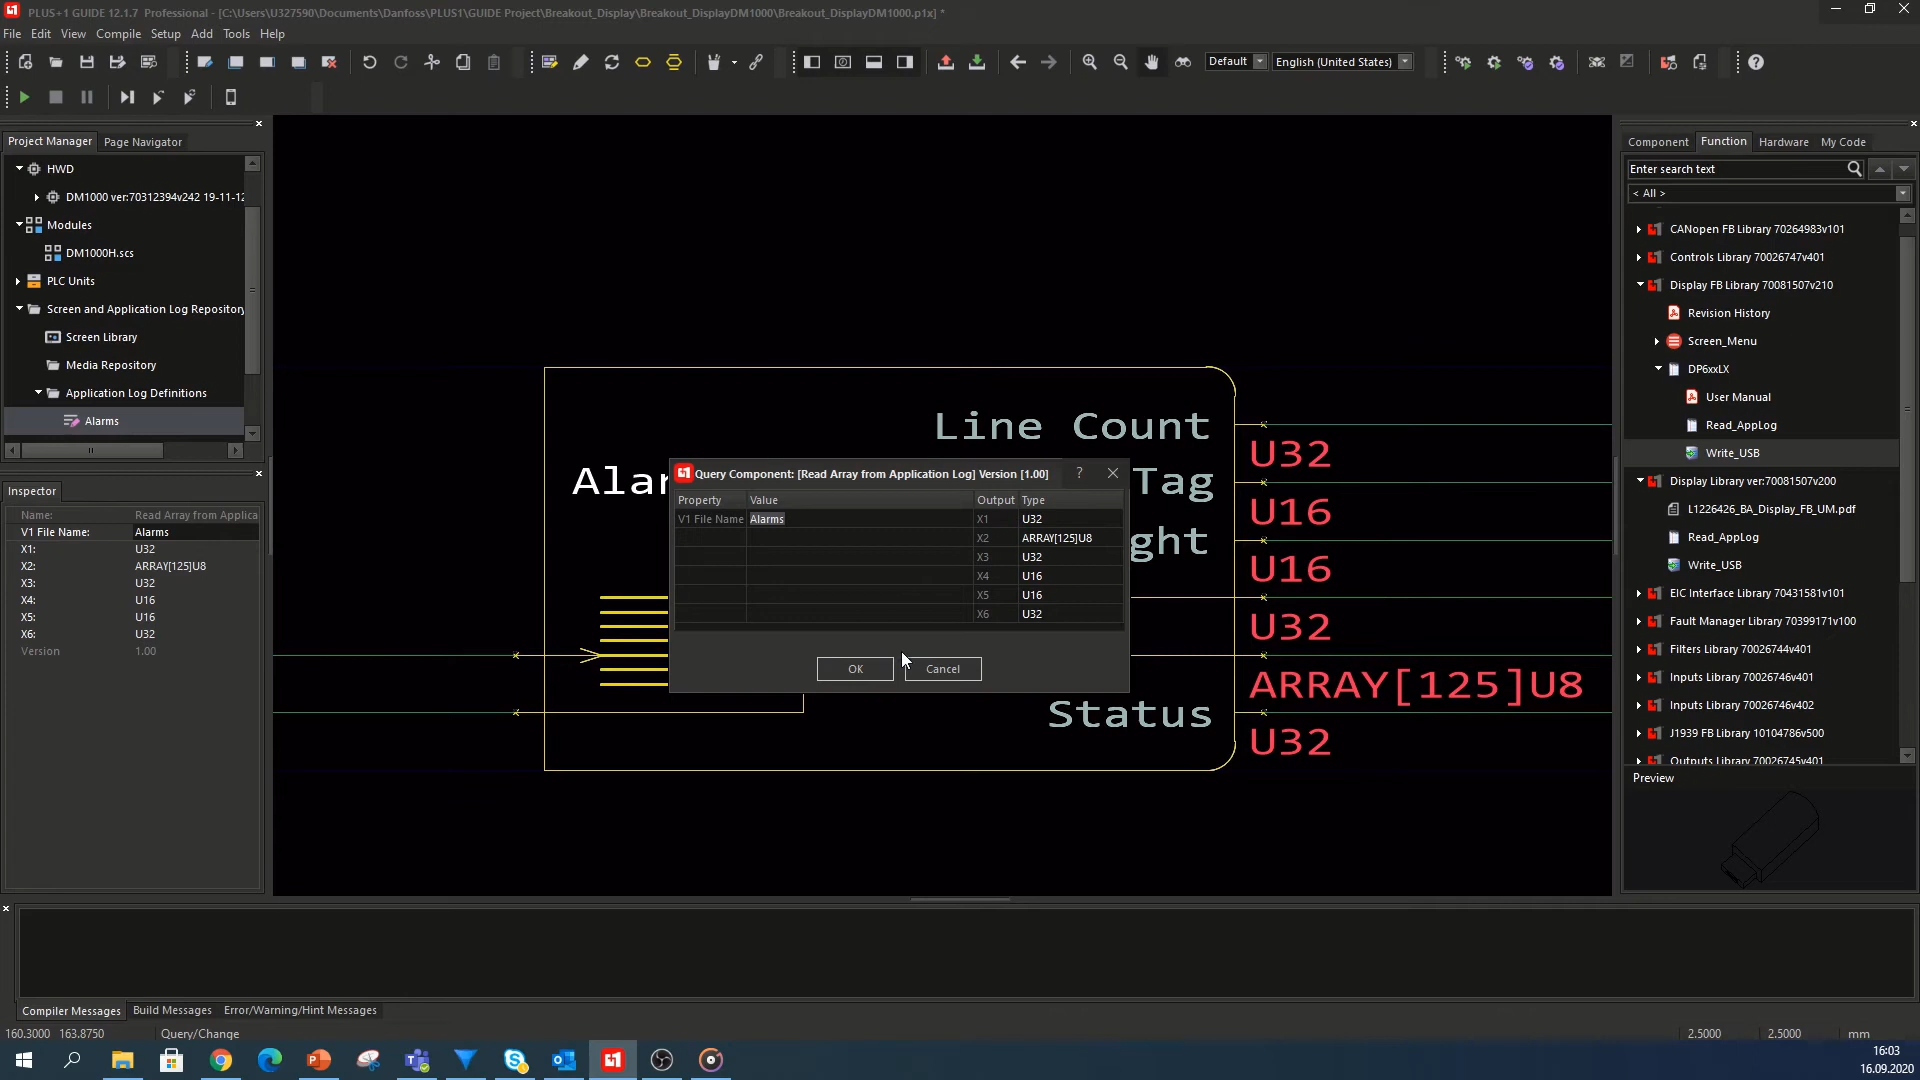 PLUS+1 GUIDE 12.1.7 Professional - [C:\Users\U327590\Documents\Danfoss\PLUS1\GUIDE Project\Breakout_Display\Breakout_DisplayDM1000\Breakout_DisplayDM1000.p1x] *
File Edit View Compile Setup Add Tools Help
Default English (United States)
Project Manager Page Navigator
HWD
DM1000 ver:70312394v242 19-11-12
Modules
DM1000H.scs
PLC Units
Screen and Application Log Repository
Screen Library
Media Repository
Application Log Definitions
Alarms
Inspector
Name: Read Array from Applica
V1 File Name: Alarms
X1: U32
X2: ARRAY[125]U8
X3: U32
X4: U16
X5: U16
X6: U32
Version 1.00
Line Count
U32
Alar
Tag
U16
ght
U16
U32
ARRAY[125]U8
Status
U32
Query Component: [Read Array from Application Log] Version [1.00] ?
Property Value Output Type
V1 File Name Alarms X1 U32
X2 ARRAY[125]U8
X3 U32
X4 U16
X5 U16
X6 U32
OK Cancel
Component Function Hardware My Code
Enter search text
< All >
CANopen FB Library 70264983v101
Controls Library 70026747v401
Display FB Library 70081507v210
Revision History
Screen_Menu
DP6xxLX
User Manual
Read_AppLog
Write_USB
Display Library ver:70081507v200
L1226426_BA_Display_FB_UM.pdf
Read_AppLog
Write_USB
EIC Interface Library 70431581v101
Fault Manager Library 70399171v100
Filters Library 70026744v401
Inputs Library 70026746v401
Inputs Library 70026746v402
J1939 FB Library 10104786v500
Outputs Library 70026745v401
Preview
Compiler Messages Build Messages Error/Warning/Hint Messages
160.3000 163.8750 Query/Change 2.5000 2.5000 mm
16:03
16.09.2020